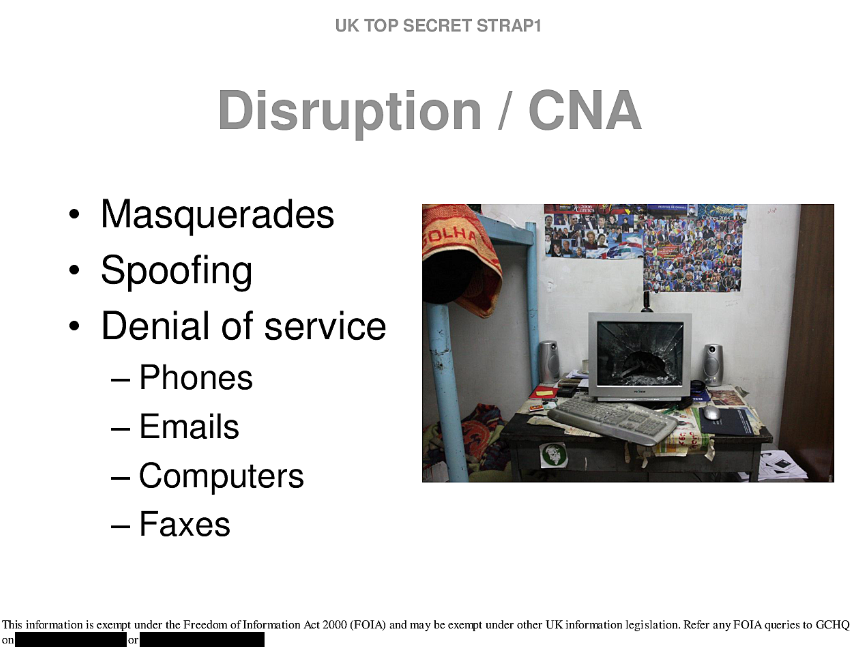 UK TOP SECRET STRAP1
Disruption / CNA
• Masquerades
• Spoofing
• Denial of service
– Phones
– Emails
– Computers
– Faxes
OLHA
This information is exempt under the Freedom of Information Act 2000 (FOIA) and may be exempt under other UK information legislation. Refer any FOIA queries to GCHQ
on or